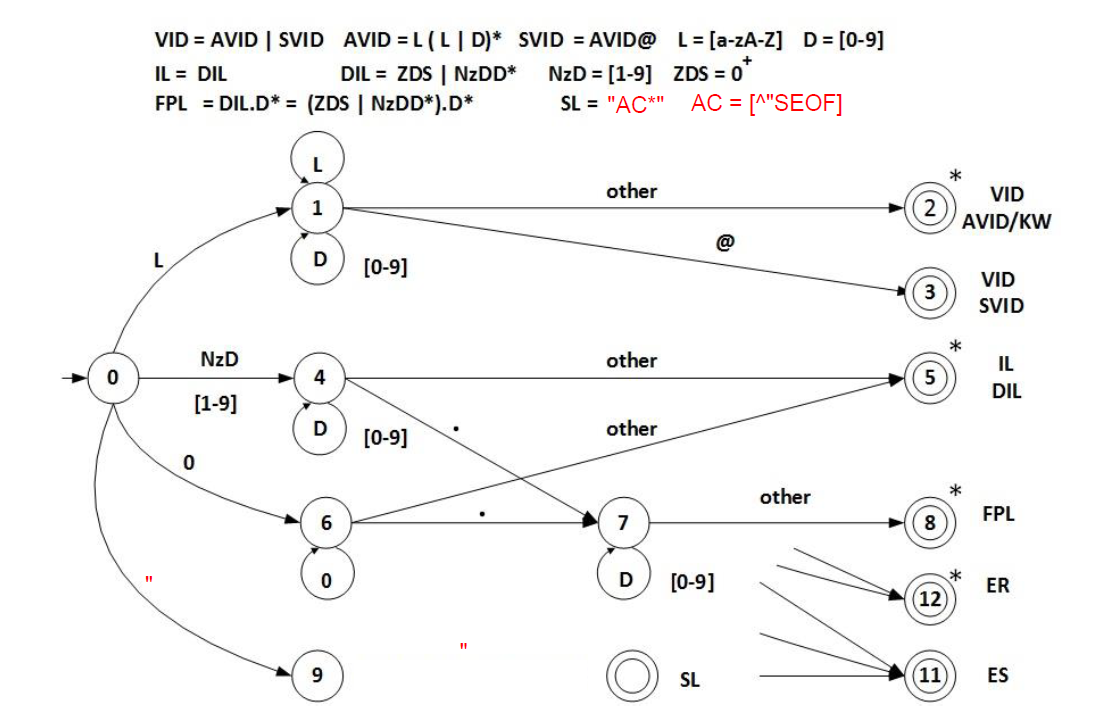 VID = AVID | SVID AVID = L ( L | D)* SVID = AVID@ L = [a-zA-Z] D = [0-9]
IL = DIL DIL = ZDS | NzDD* NzD = [1-9] ZDS = 0+
FPL = DIL.D* = (ZDS | NzDD*).D* SL = "AC*" AC = [^"SEOF]
L
1
other
2
*
VID
AVID/KW
L
D
[0-9]
@
3
VID
SVID
0
NzD
[1-9]
4
other
5
*
IL
DIL
D
[0-9]
.
other
0
6
.
7
other
8
*
FPL
0
D
[0-9]
12
*
ER
"
9
"
SL
11
ES